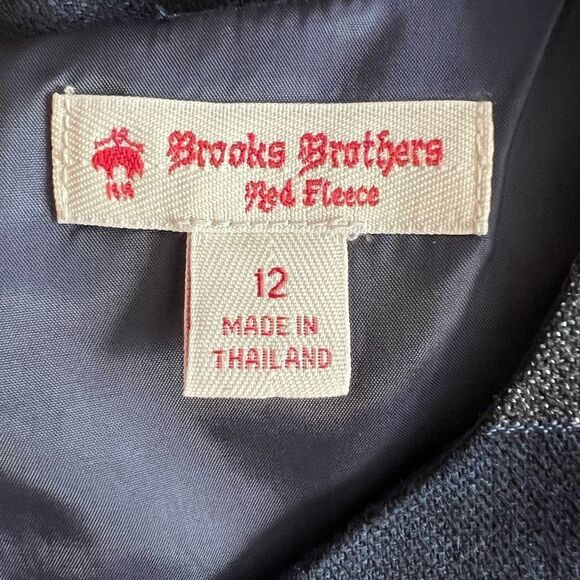 Brooks Brothers
Red Fleece
12
MADE IN
THAILAND